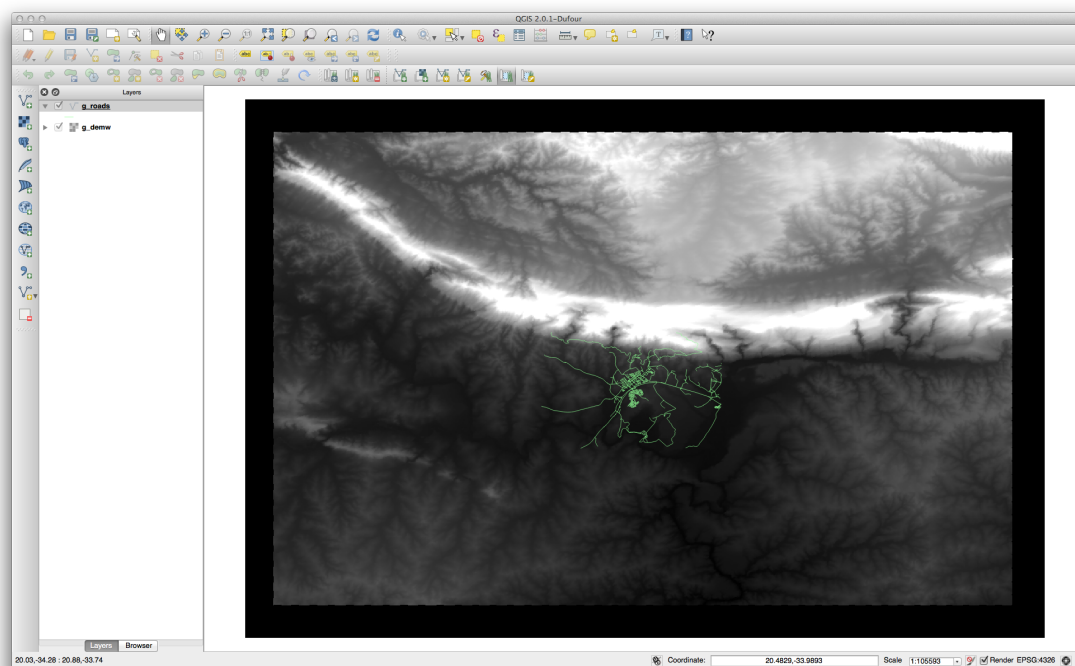 QGIS 2.0.1-Dufour
Layers
g_roads
g_demw
Layers Browser
20.03,-34.28 : 20.88,-33.74
Coordinate: 20.4829,-33.9893 Scale 1:105593 Render EPSG:4326